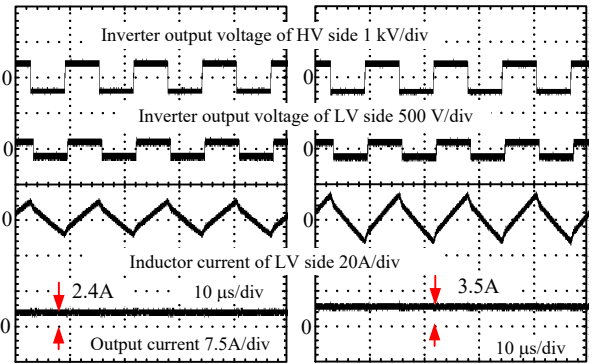 Inverter output voltage of HV side 1 kV/div
0
0
Inverter output voltage of LV side 500 V/div
0
0
0
0
Inductor current of LV side 20A/div
2.4A
10 μs/div
3.5A
0
0
Output current 7.5A/div
10 μs/div